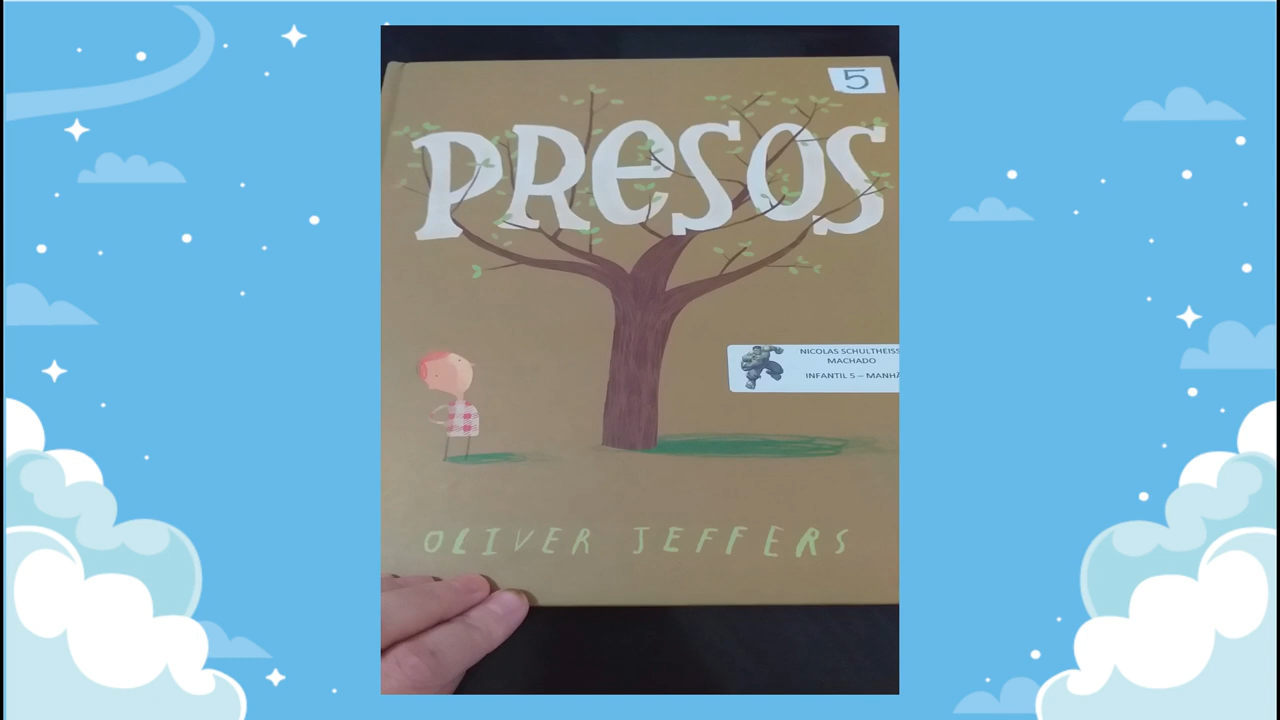 5
PRESOS
NICOLAS SCHULTHEISS
MACHADO
INFANTIL 5 – MANHÃ
OLIVER JEFFERS